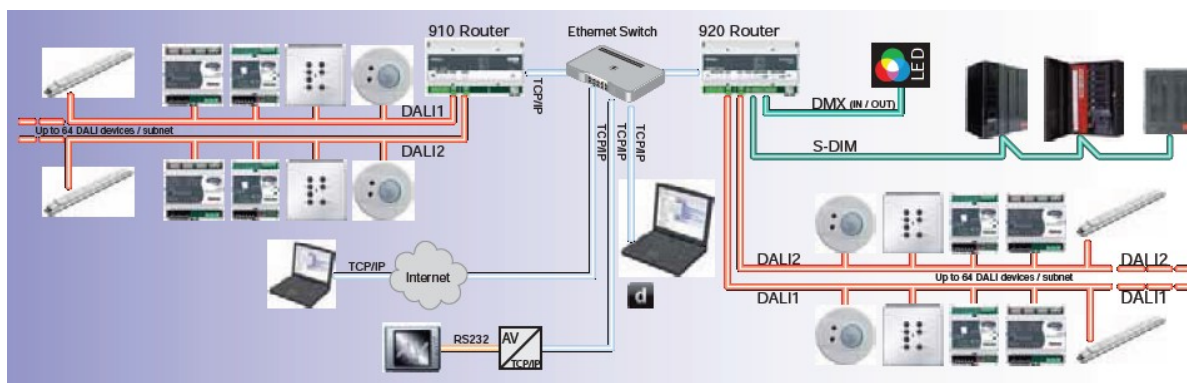 910 Router
Ethernet Switch
920 Router
LED
TCP/IP
DMX (IN / OUT)
DALI1
Up to 64 DALI devices / subnet
DALI2
TCP/IP
TCP/IP
TCP/IP
S-DIM
TCP/IP
Internet
d
DALI2
DALI2
Up to 64 DALI devices / subnet
DALI1
DALI1
RS232
AV
TCP/IP